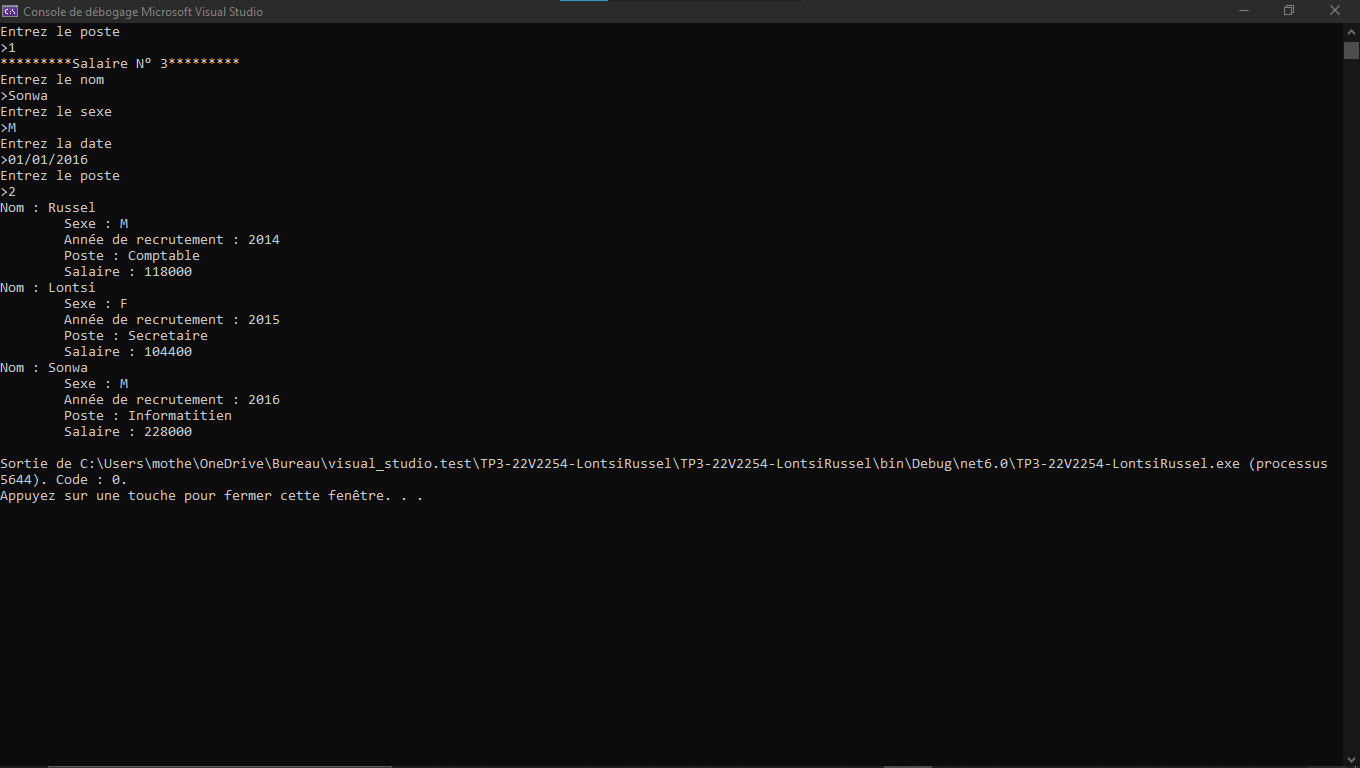 Console de débogage Microsoft Visual Studio
Entrez le poste
>1
*********Salaire N° 3*********
Entrez le nom
>Sonwa
Entrez le sexe
>M
Entrez la date
>01/01/2016
Entrez le poste
>2
Nom : Russel
Sexe : M
Année de recrutement : 2014
Poste : Comptable
Salaire : 118000
Nom : Lontsi
Sexe : F
Année de recrutement : 2015
Poste : Secretaire
Salaire : 104400
Nom : Sonwa
Sexe : M
Année de recrutement : 2016
Poste : Informatitien
Salaire : 228000
Sortie de C:\Users\mothe\OneDrive\Bureau\visual_studio.test\TP3-22V2254-LontsiRussel\TP3-22V2254-LontsiRussel\bin\Debug\net6.0\TP3-22V2254-LontsiRussel.exe (processus
5644). Code : 0.
Appuyez sur une touche pour fermer cette fenêtre. . .